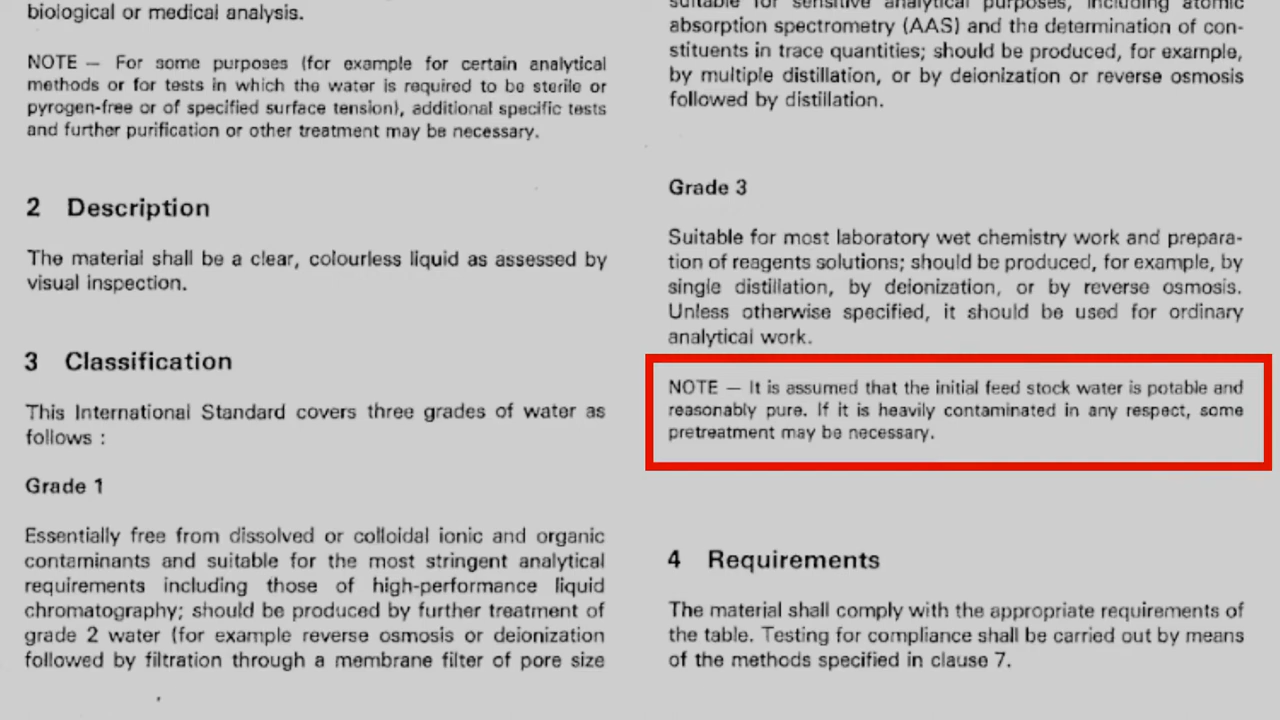 biological or medical analysis.
NOTE — For some purposes (for example for certain analytical
methods or for tests in which the water is required to be sterile or
pyrogen-free or of specified surface tension), additional specific tests
and further purification or other treatment may be necessary.
2 Description
The material shall be a clear, colourless liquid as assessed by
visual inspection.
3 Classification
This International Standard covers three grades of water as
follows :
Grade 1
Essentially free from dissolved or colloidal ionic and organic
contaminants and suitable for the most stringent analytical
requirements including those of high-performance liquid
chromatography; should be produced by further treatment of
grade 2 water (for example reverse osmosis or deionization
followed by filtration through a membrane filter of pore size
suitable for sensitive analytical purposes, including atomic
absorption spectrometry (AAS) and the determination of con-
stituents in trace quantities; should be produced, for example,
by multiple distillation, or by deionization or reverse osmosis
followed by distillation.
Grade 3
Suitable for most laboratory wet chemistry work and prepara-
tion of reagents solutions; should be produced, for example, by
single distillation, by deionization, or by reverse osmosis.
Unless otherwise specified, it should be used for ordinary
analytical work.
NOTE — It is assumed that the initial feed stock water is potable and
reasonably pure. If it is heavily contaminated in any respect, some
pretreatment may be necessary.
4 Requirements
The material shall comply with the appropriate requirements of
the table. Testing for compliance shall be carried out by means
of the methods specified in clause 7.